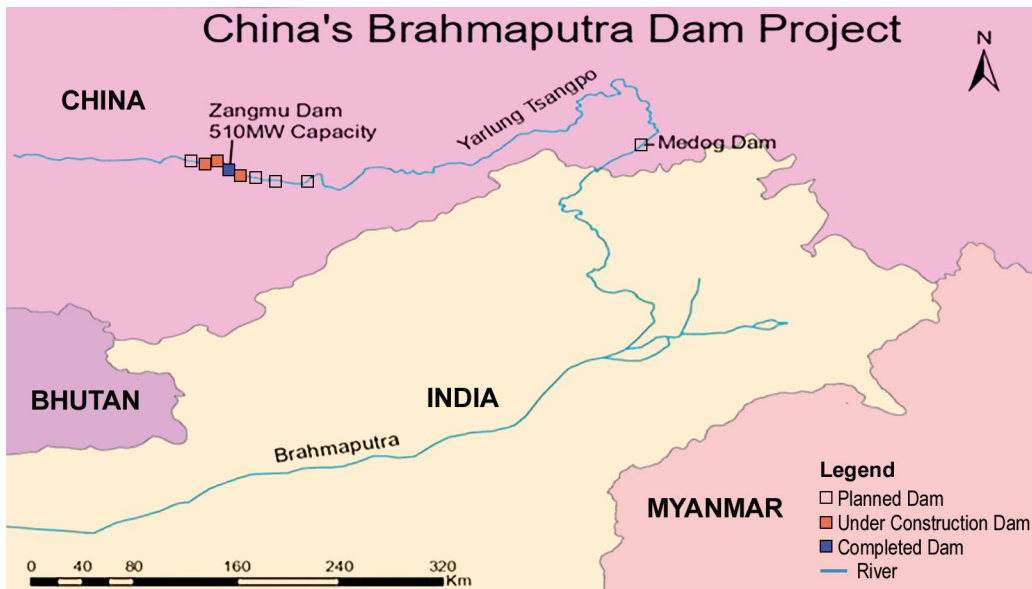 China's Brahmaputra Dam Project
N
CHINA
Zangmu Dam
510MW Capacity
Yarlung Tsangpo
Medog Dam
BHUTAN
INDIA
Brahmaputra
MYANMAR
Legend
Planned Dam
Under Construction Dam
Completed Dam
River
0 40 80 160 240 320
Km